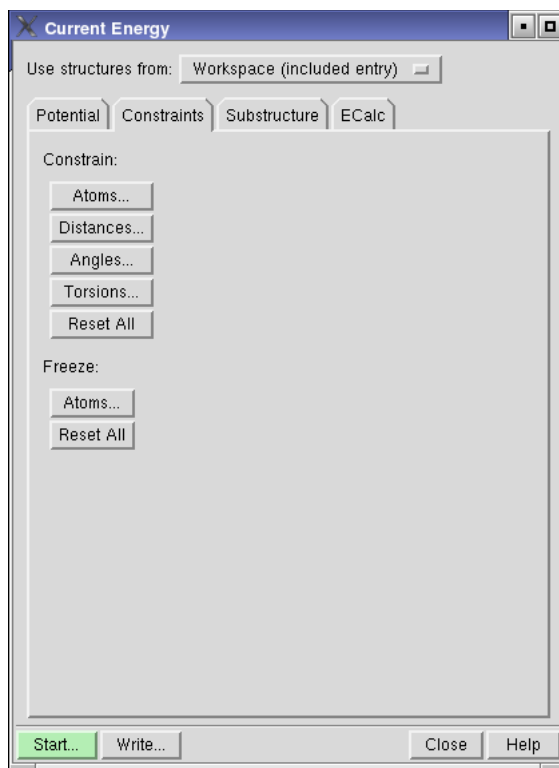 Current Energy
Use structures from: Workspace (included entry)
Potential Constraints Substructure ECalc
Constrain:
Atoms...
Distances...
Angles...
Torsions...
Reset All
Freeze:
Atoms...
Reset All
Start... Write... Close Help